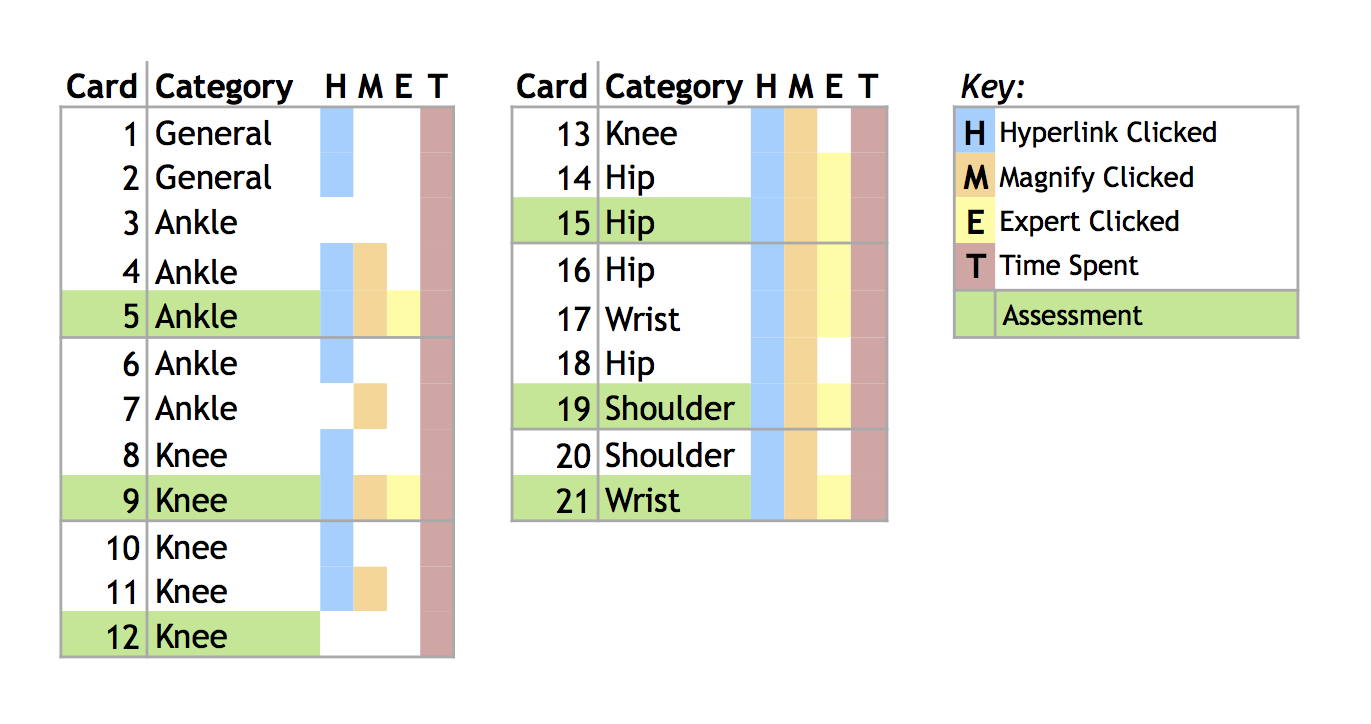 Card Category H M E T
1 General
2 General
3 Ankle
4 Ankle
5 Ankle
6 Ankle
7 Ankle
8 Knee
9 Knee
10 Knee
11 Knee
12 Knee
Card Category H M E T
13 Knee
14 Hip
15 Hip
16 Hip
17 Wrist
18 Hip
19 Shoulder
20 Shoulder
21 Wrist
Key:
H Hyperlink Clicked
M Magnify Clicked
E Expert Clicked
T Time Spent
Assessment